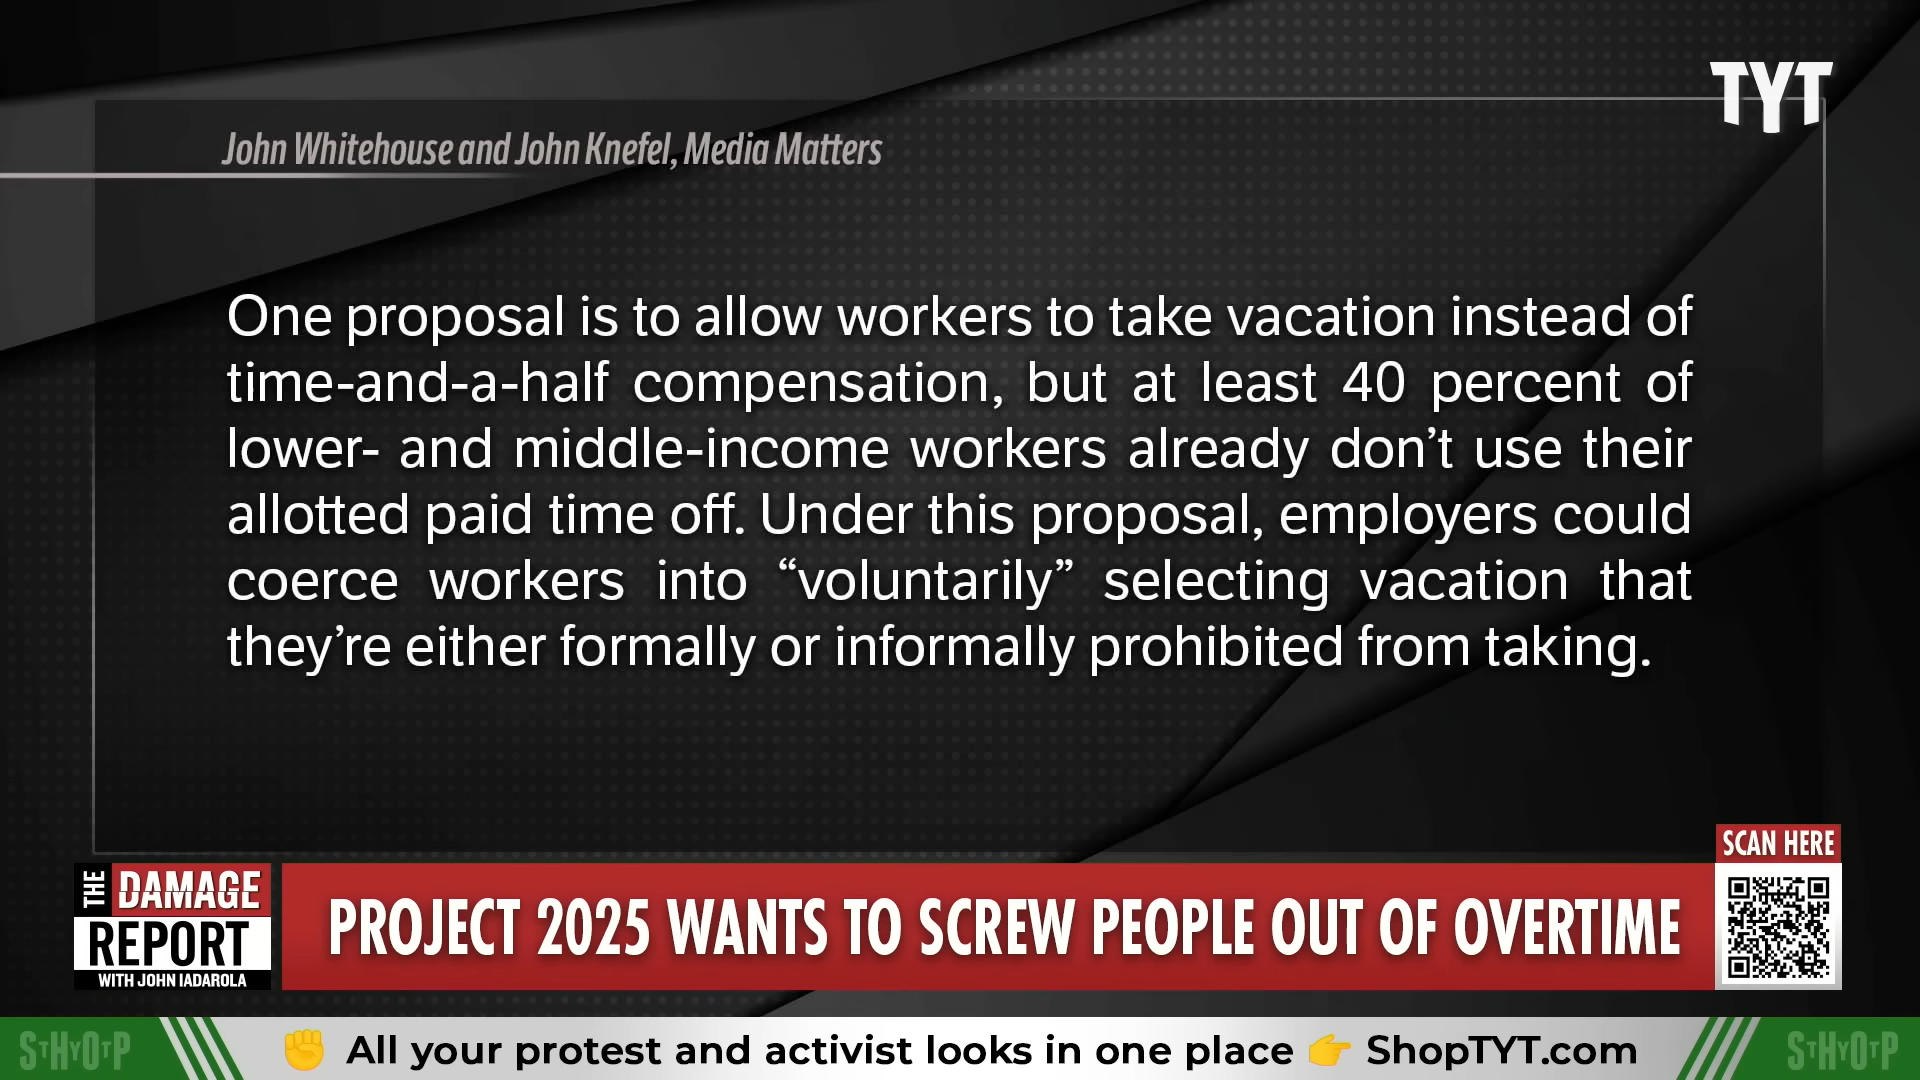 TYT
John Whitehouse and John Knefel, Media Matters
One proposal is to allow workers to take vacation instead of
time-and-a-half compensation, but at least 40 percent of
lower- and middle-income workers already don’t use their
allotted paid time off. Under this proposal, employers could
coerce workers into “voluntarily” selecting vacation that
they’re either formally or informally prohibited from taking.
SCAN HERE
THE DAMAGE
REPORT
WITH JOHN IADAROLA
PROJECT 2025 WANTS TO SCREW PEOPLE OUT OF OVERTIME
All your protest and activist looks in one place 👉 ShopTYT.com